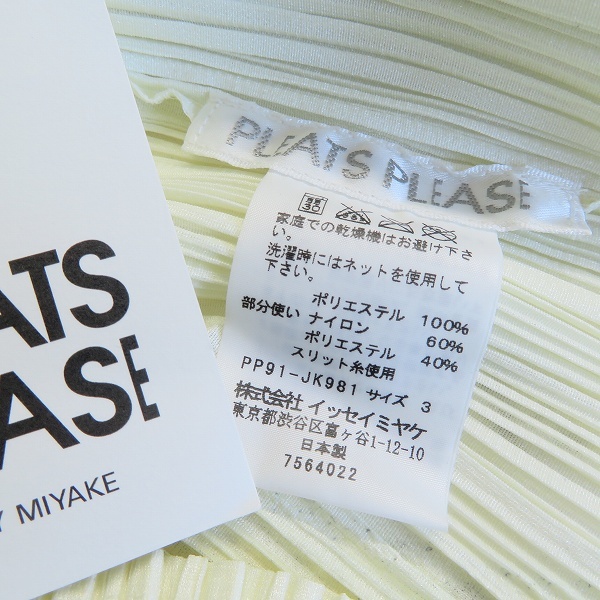 ATS
ASE
Y MIYAKE
PLEATS PLEASE
家庭での乾燥機はお避け下さ
い。
洗濯時にはネットを使用して
下さい。
ポリエステル 100%
部分使い ナイロン 60%
ポリエステル 40%
スリット糸使用
PP91-JK981 サイズ 3
株式会社 イッセイミヤケ
東京都渋谷区富ヶ谷1-12-10
日本製
7564022